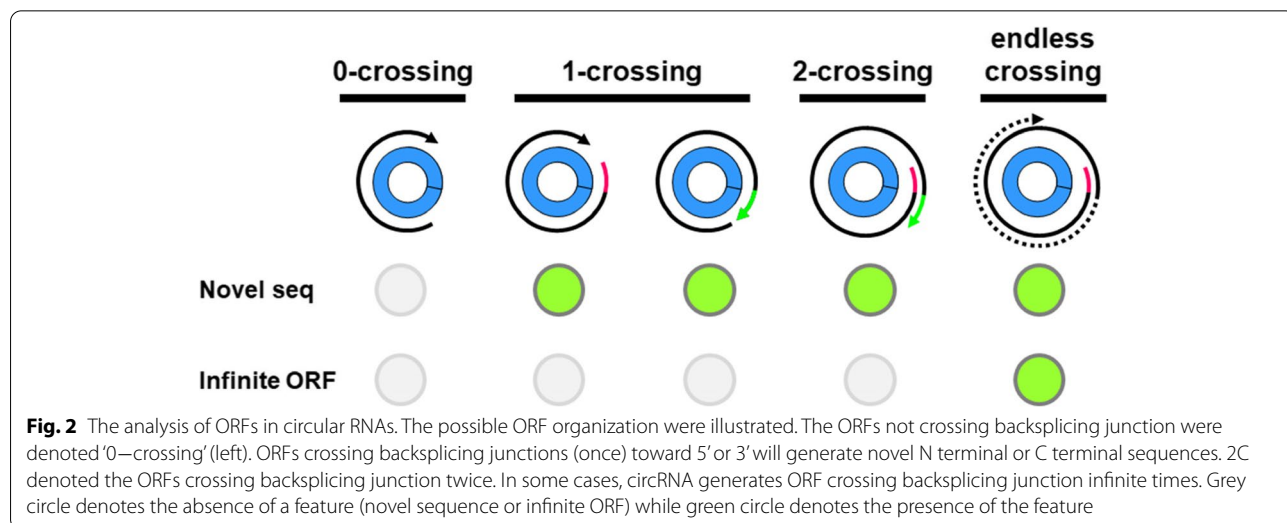 0-crossing 1-crossing 2-crossing endless crossing
Novel seq
Infinite ORF
Fig. 2 The analysis of ORFs in circular RNAs. The possible ORF organization were illustrated. The ORFs not crossing backsplicing junction were
denoted ‘0—crossing’ (left). ORFs crossing backsplicing junctions (once) toward 5’ or 3’ will generate novel N terminal or C terminal sequences. 2C
denoted the ORFs crossing backsplicing junction twice. In some cases, circRNA generates ORF crossing backsplicing junction infinite times. Grey
circle denotes the absence of a feature (novel sequence or infinite ORF) while green circle denotes the presence of the feature